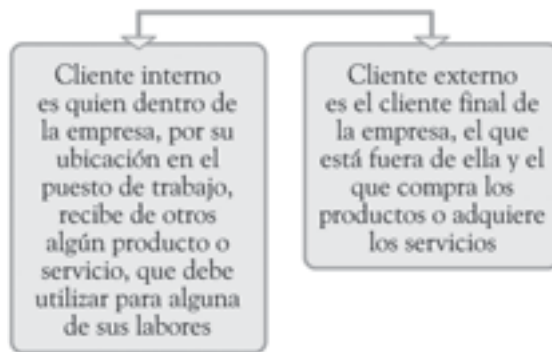 Cliente interno
es quien dentro de
la empresa, por su
ubicación en el
puesto de trabajo,
recibe de otros
algún producto o
servicio, que debe
utilizar para alguna
de sus labores
Cliente externo
es el cliente final de
la empresa, el que
está fuera de ella y el
que compra los
productos o adquiere
los servicios